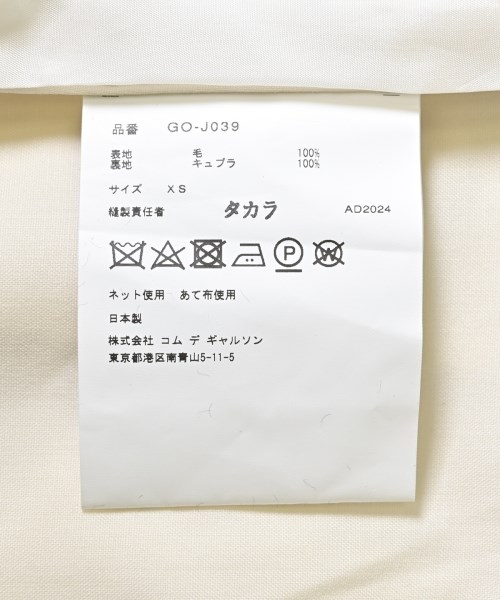 品番 GO-J039
表地 毛 100%
裏地 キュプラ 100%
サイズ XS
縫製責任者 タカラ AD2024
P W
ネット使用 あて布使用
日本製
株式会社 コム デ ギャルソン
東京都港区南青山5-11-5